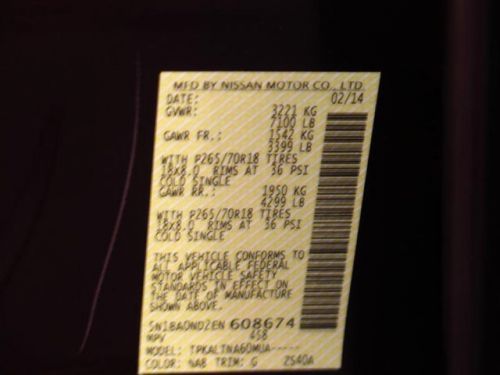 MFD BY NISSAN MOTOR CO., LTD.
DATE: 02/14
GVWR: 3221 KG
7100 LB
GAWR FR.: 1542 KG
3399 LB
WITH P265/70R18 TIRES
18x8.0 RIMS AT 36 PSI
COLD SINGLE
GAWR RR.: 1950 KG
4299 LB
WITH P265/70R18 TIRES
18x8.0 RIMS AT 36 PSI
COLD SINGLE
THIS VEHICLE CONFORMS TO
ALL APPLICABLE FEDERAL
MOTOR VEHICLE SAFETY
STANDARDS IN EFFECT ON
THE DATE OF MANUFACTURE
SHOWN ABOVE.
5N1BA0ND2EN 608674
MPV 458
MODEL: TPKALTNA60MUA-----
COLOR: NAB TRIM: G ZS40A